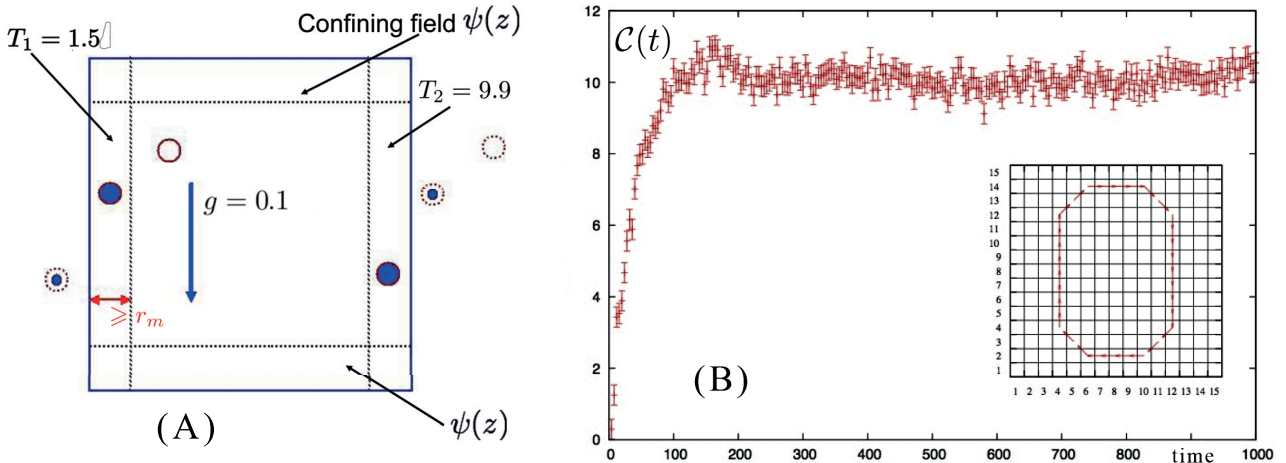 Confining field ψ(z)
T₁ = 1.5
T₂ = 9.9
g = 0.1
⩾ rₘ
ψ(z)
(A)
C(t)
12
10
8
6
4
2
0
0 100 200 300 400 500 600 700 800 900 1000
time
(B)
15
14
13
12
11
10
9
8
7
6
5
4
3
2
1
1 2 3 4 5 6 7 8 9 10 11 12 13 14 15